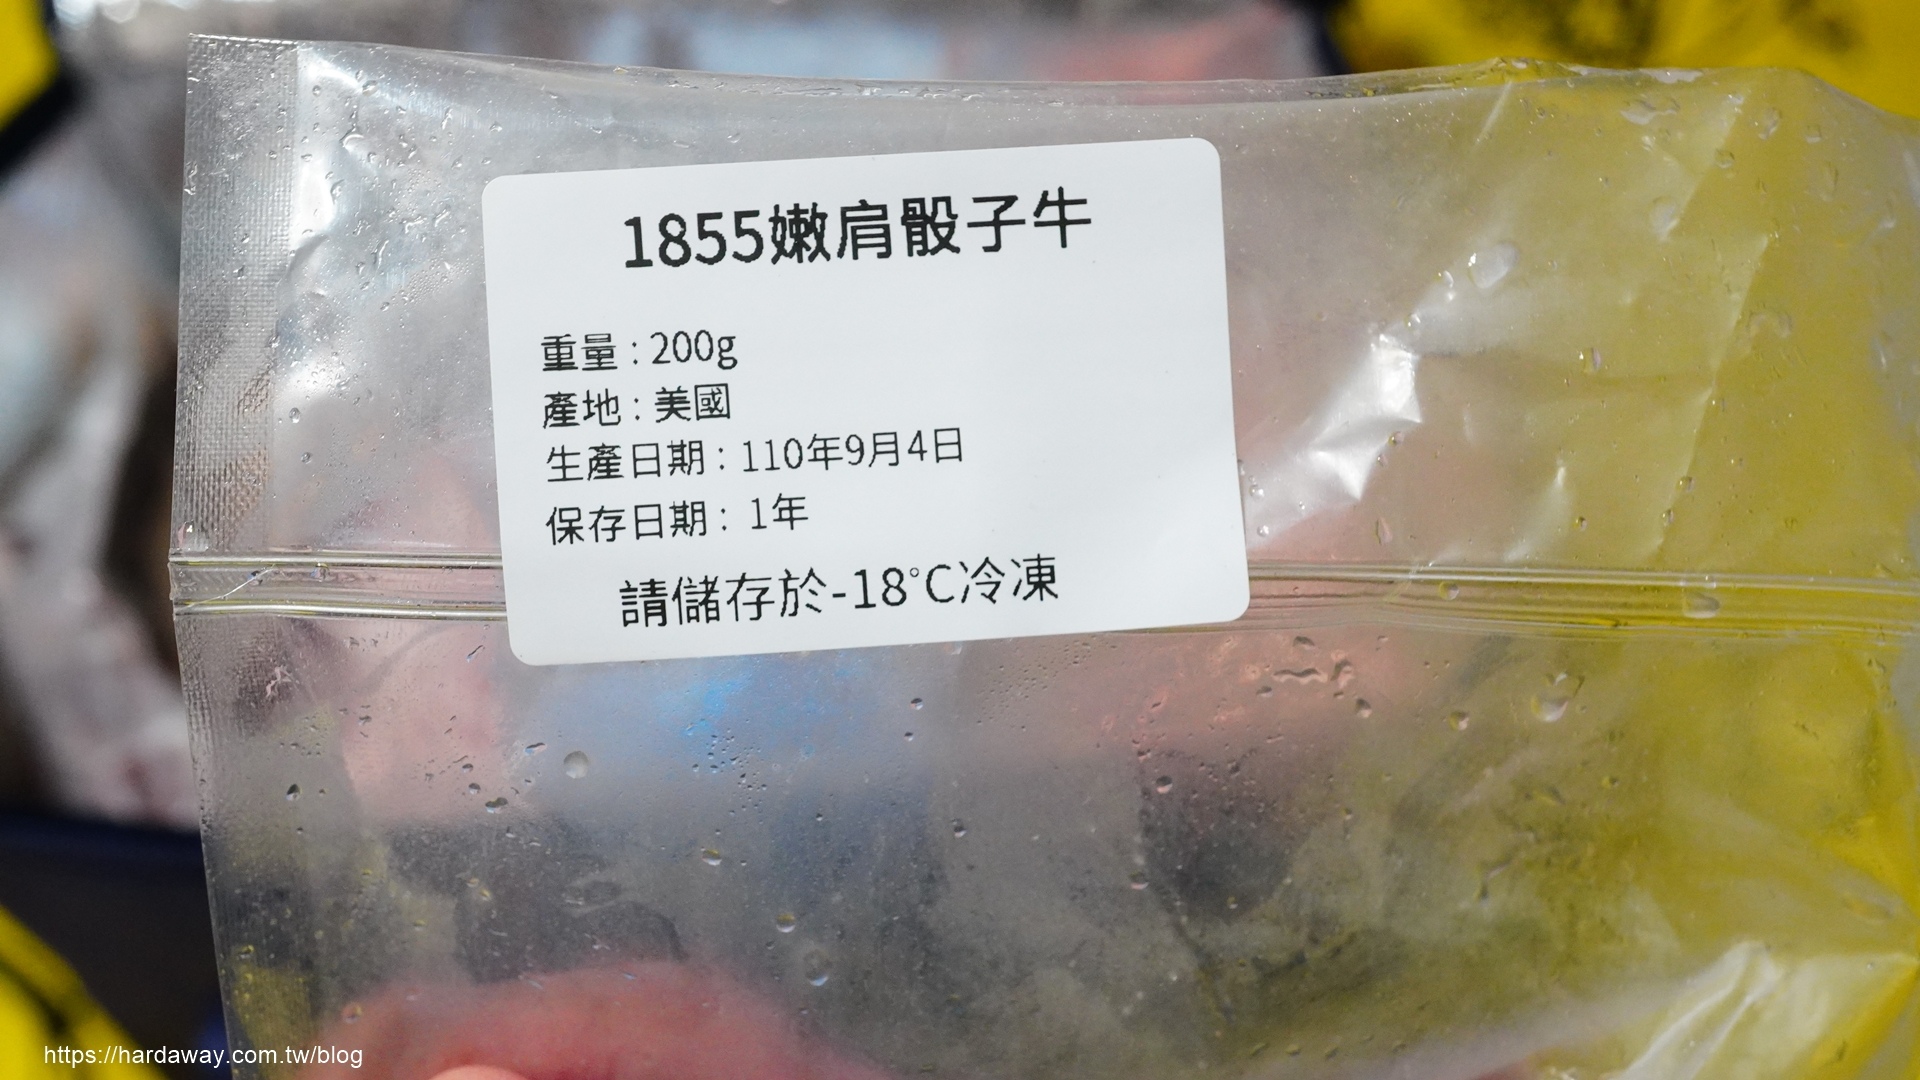 1855嫩肩骰子牛
重量：200g
產地：美國
生產日期：110年9月4日
保存日期：1年
請儲存於-18°C冷凍
https://hardaway.com.tw/blog